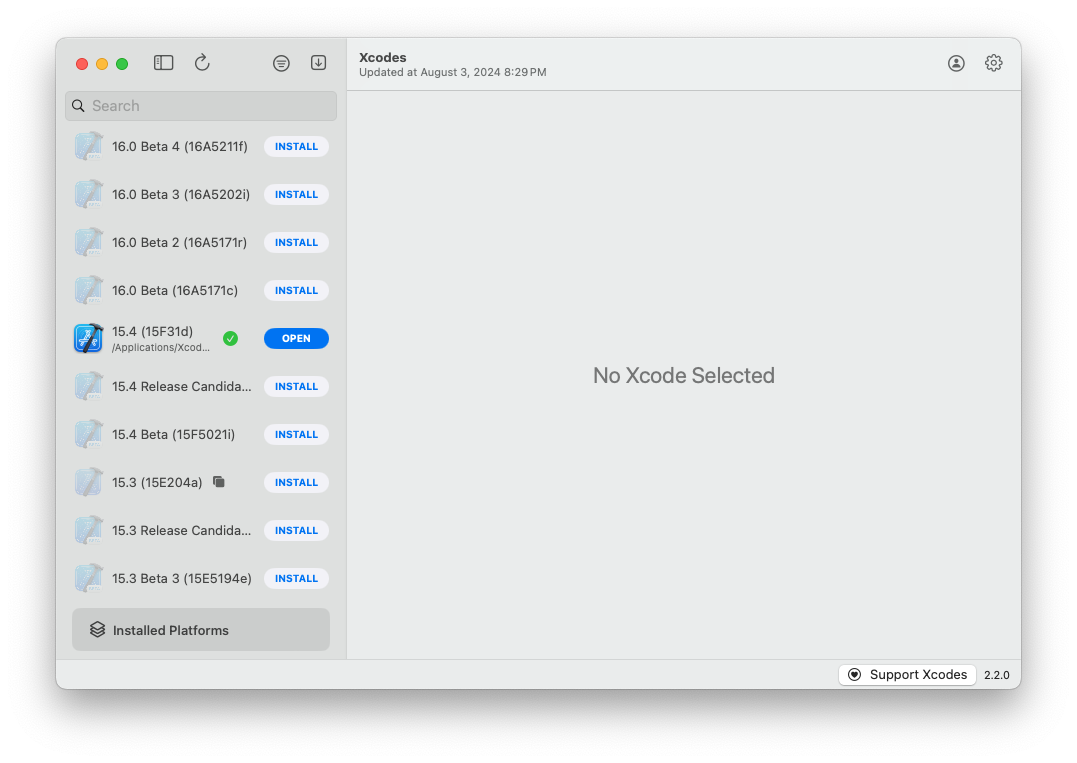 Xcodes
Updated at August 3, 2024 8:29 PM
Search
16.0 Beta 4 (16A5211f)
INSTALL
16.0 Beta 3 (16A5202i)
INSTALL
16.0 Beta 2 (16A5171r)
INSTALL
16.0 Beta (16A5171c)
INSTALL
15.4 (15F31d)
/Applications/Xcod...
OPEN
15.4 Release Candida...
INSTALL
15.4 Beta (15F5021i)
INSTALL
15.3 (15E204a)
INSTALL
15.3 Release Candida...
INSTALL
15.3 Beta 3 (15E5194e)
INSTALL
Installed Platforms
No Xcode Selected
Support Xcodes
2.2.0